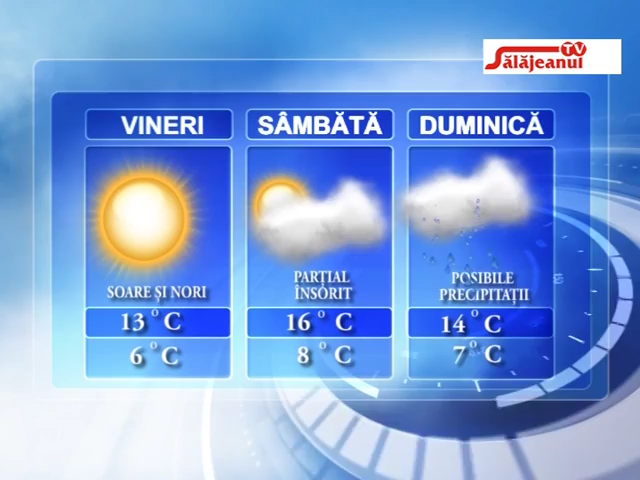 Sălăjeanul TV
VINERI
SOARE ȘI NORI
13 °C
6 °C
SÂMBĂTĂ
PARȚIAL
ÎNSORIT
16 °C
8 °C
DUMINICĂ
POSIBILE
PRECIPITAȚII
14 °C
7 °C